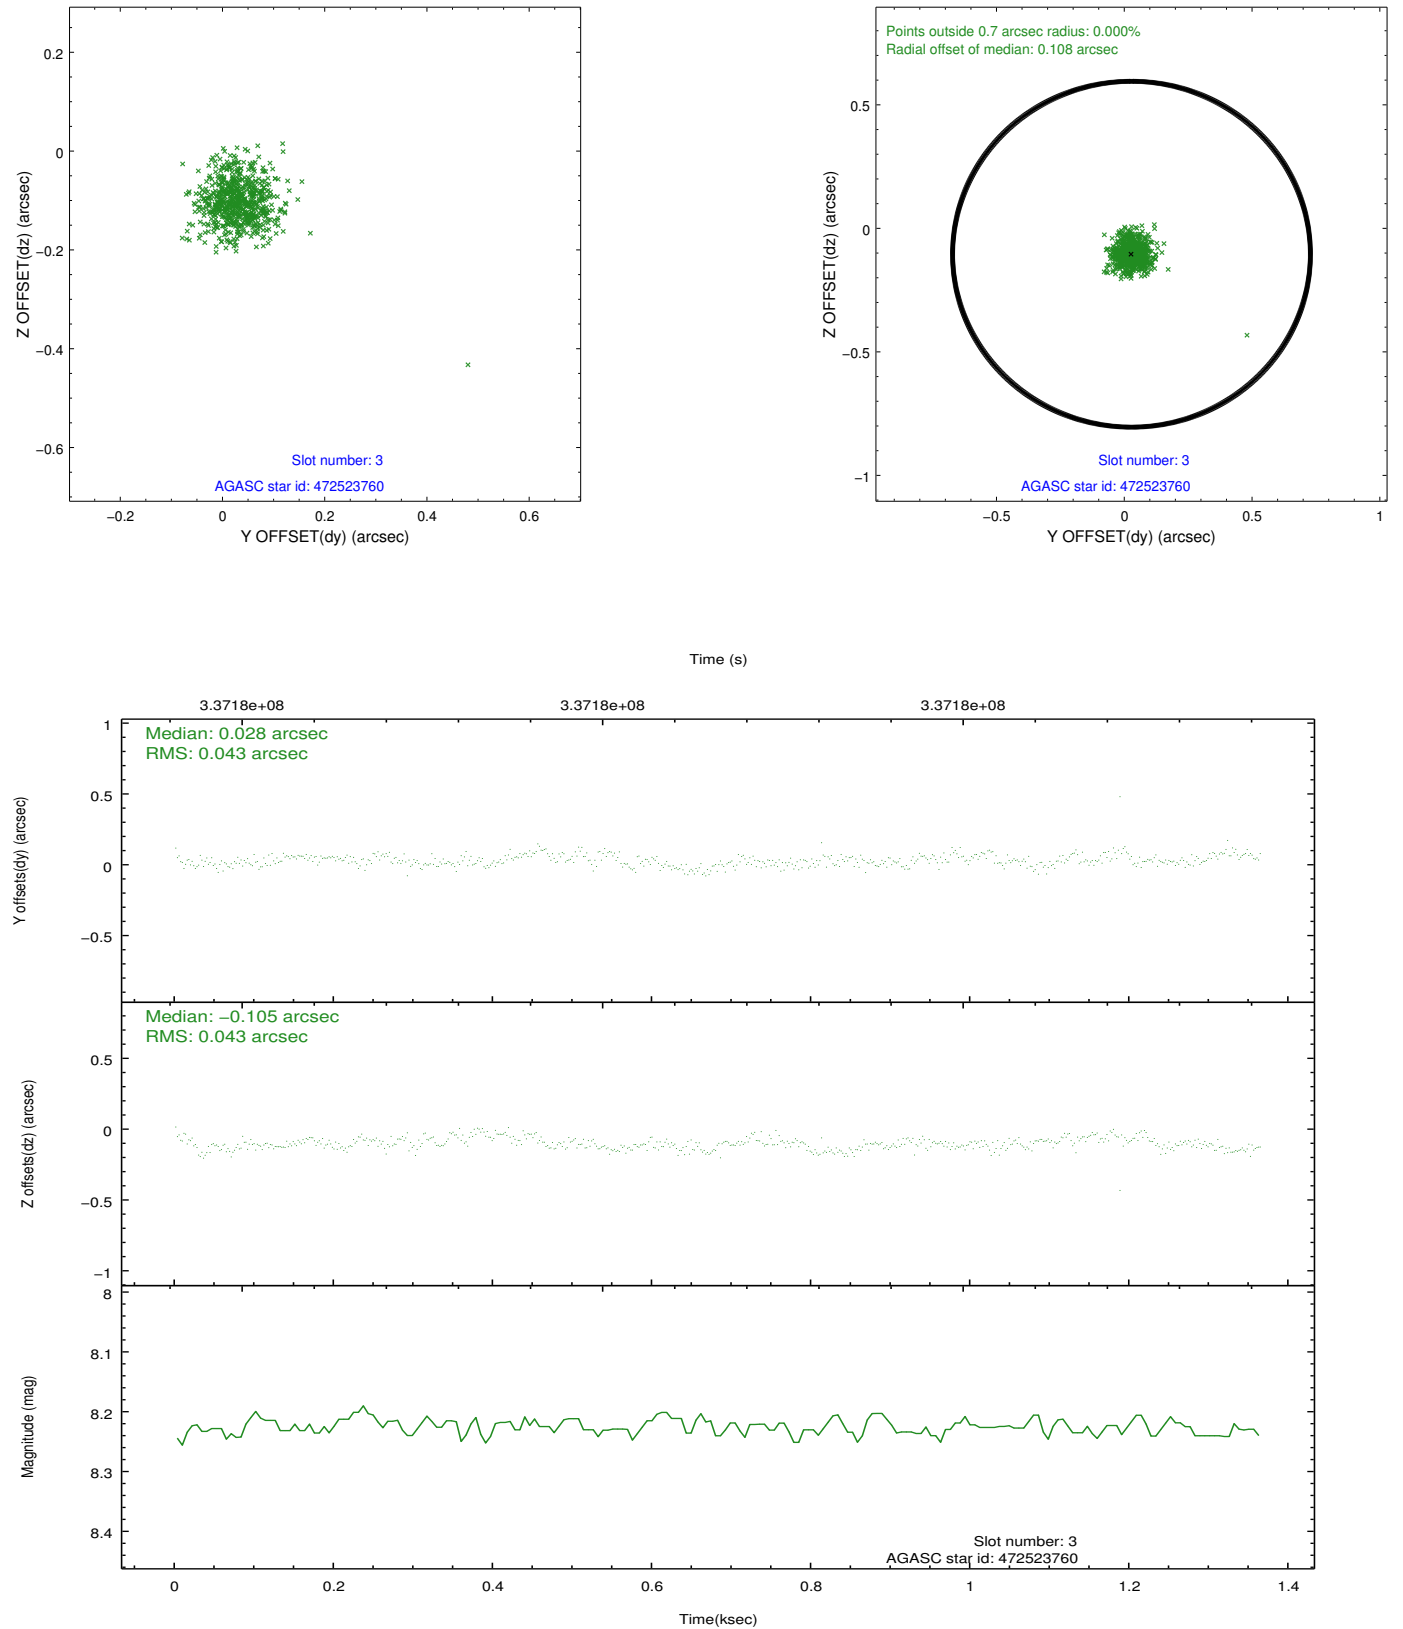 0.2
0
−0.2
−0.4
−0.6
Z OFFSET(dz) (arcsec)
Slot number: 3
AGASC star id: 472523760
−0.2 0 0.2 0.4 0.6
Y OFFSET(dy) (arcsec)
Points outside 0.7 arcsec radius: 0.000%
Radial offset of median: 0.108 arcsec
0.5
0
−0.5
−1
Z OFFSET(dz) (arcsec)
Slot number: 3
AGASC star id: 472523760
−0.5 0 0.5 1
Y OFFSET(dy) (arcsec)
Time (s)
3.3718e+08 3.3718e+08 3.3718e+08
Median: 0.028 arcsec
RMS: 0.043 arcsec
1
0.5
0
−0.5
Y offsets(dy) (arcsec)
Median: −0.105 arcsec
RMS: 0.043 arcsec
0.5
0
−0.5
−1
Z offsets(dz) (arcsec)
8
8.1
8.2
8.3
8.4
Magnitude (mag)
Slot number: 3
AGASC star id: 472523760
0 0.2 0.4 0.6 0.8 1 1.2 1.4
Time(ksec)